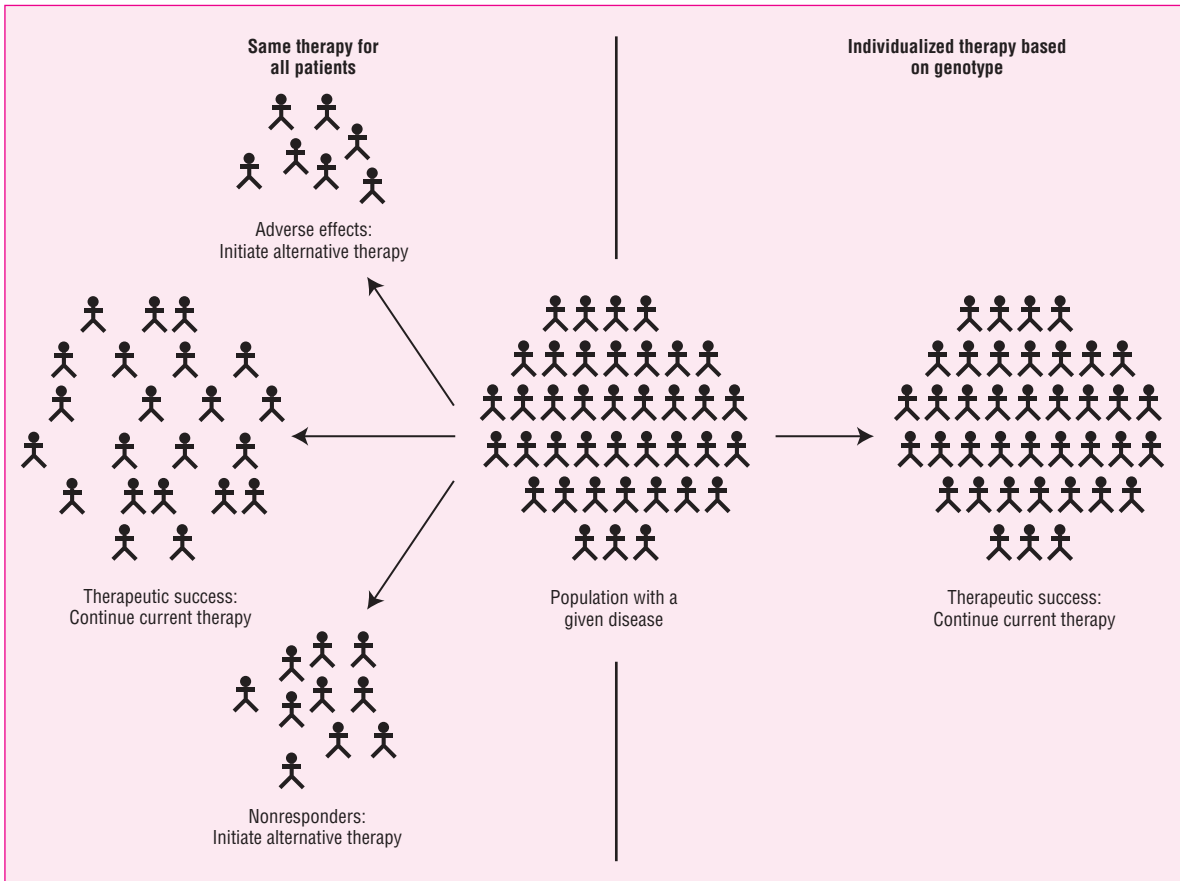 Same therapy for
all patients
Individualized therapy based
on genotype
Adverse effects:
Initiate alternative therapy
Therapeutic success:
Continue current therapy
Population with a
given disease
Therapeutic success:
Continue current therapy
Nonresponders:
Initiate alternative therapy